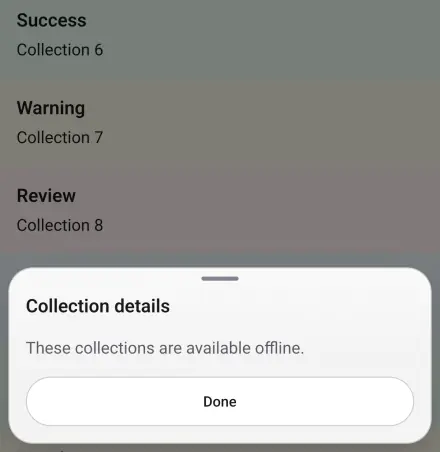 Success
Collection 6
Warning
Collection 7
Review
Collection 8
Collection details
These collections are available offline.
Done